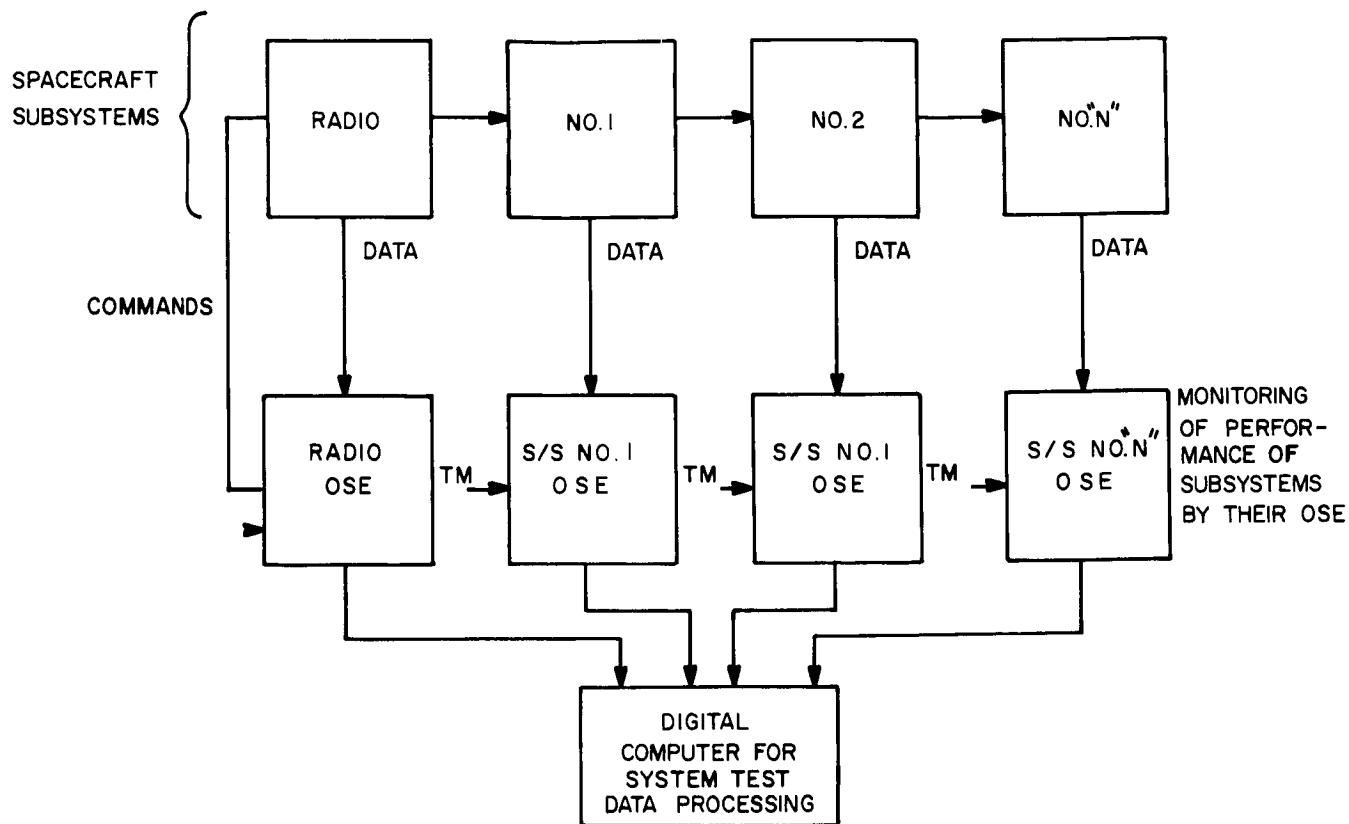 SPACECRAFT
SUBSYSTEMS
RADIO
NO. 1
NO. 2
NO."N"
DATA
DATA
DATA
DATA
COMMANDS
RADIO
OSE
TM
S/S NO. 1
OSE
TM
S/S NO. 1
OSE
TM
S/S NO."N"
OSE
MONITORING
OF PERFOR-
MANCE OF
SUBSYSTEMS
BY THEIR OSE
DIGITAL
COMPUTER FOR
SYSTEM TEST
DATA PROCESSING